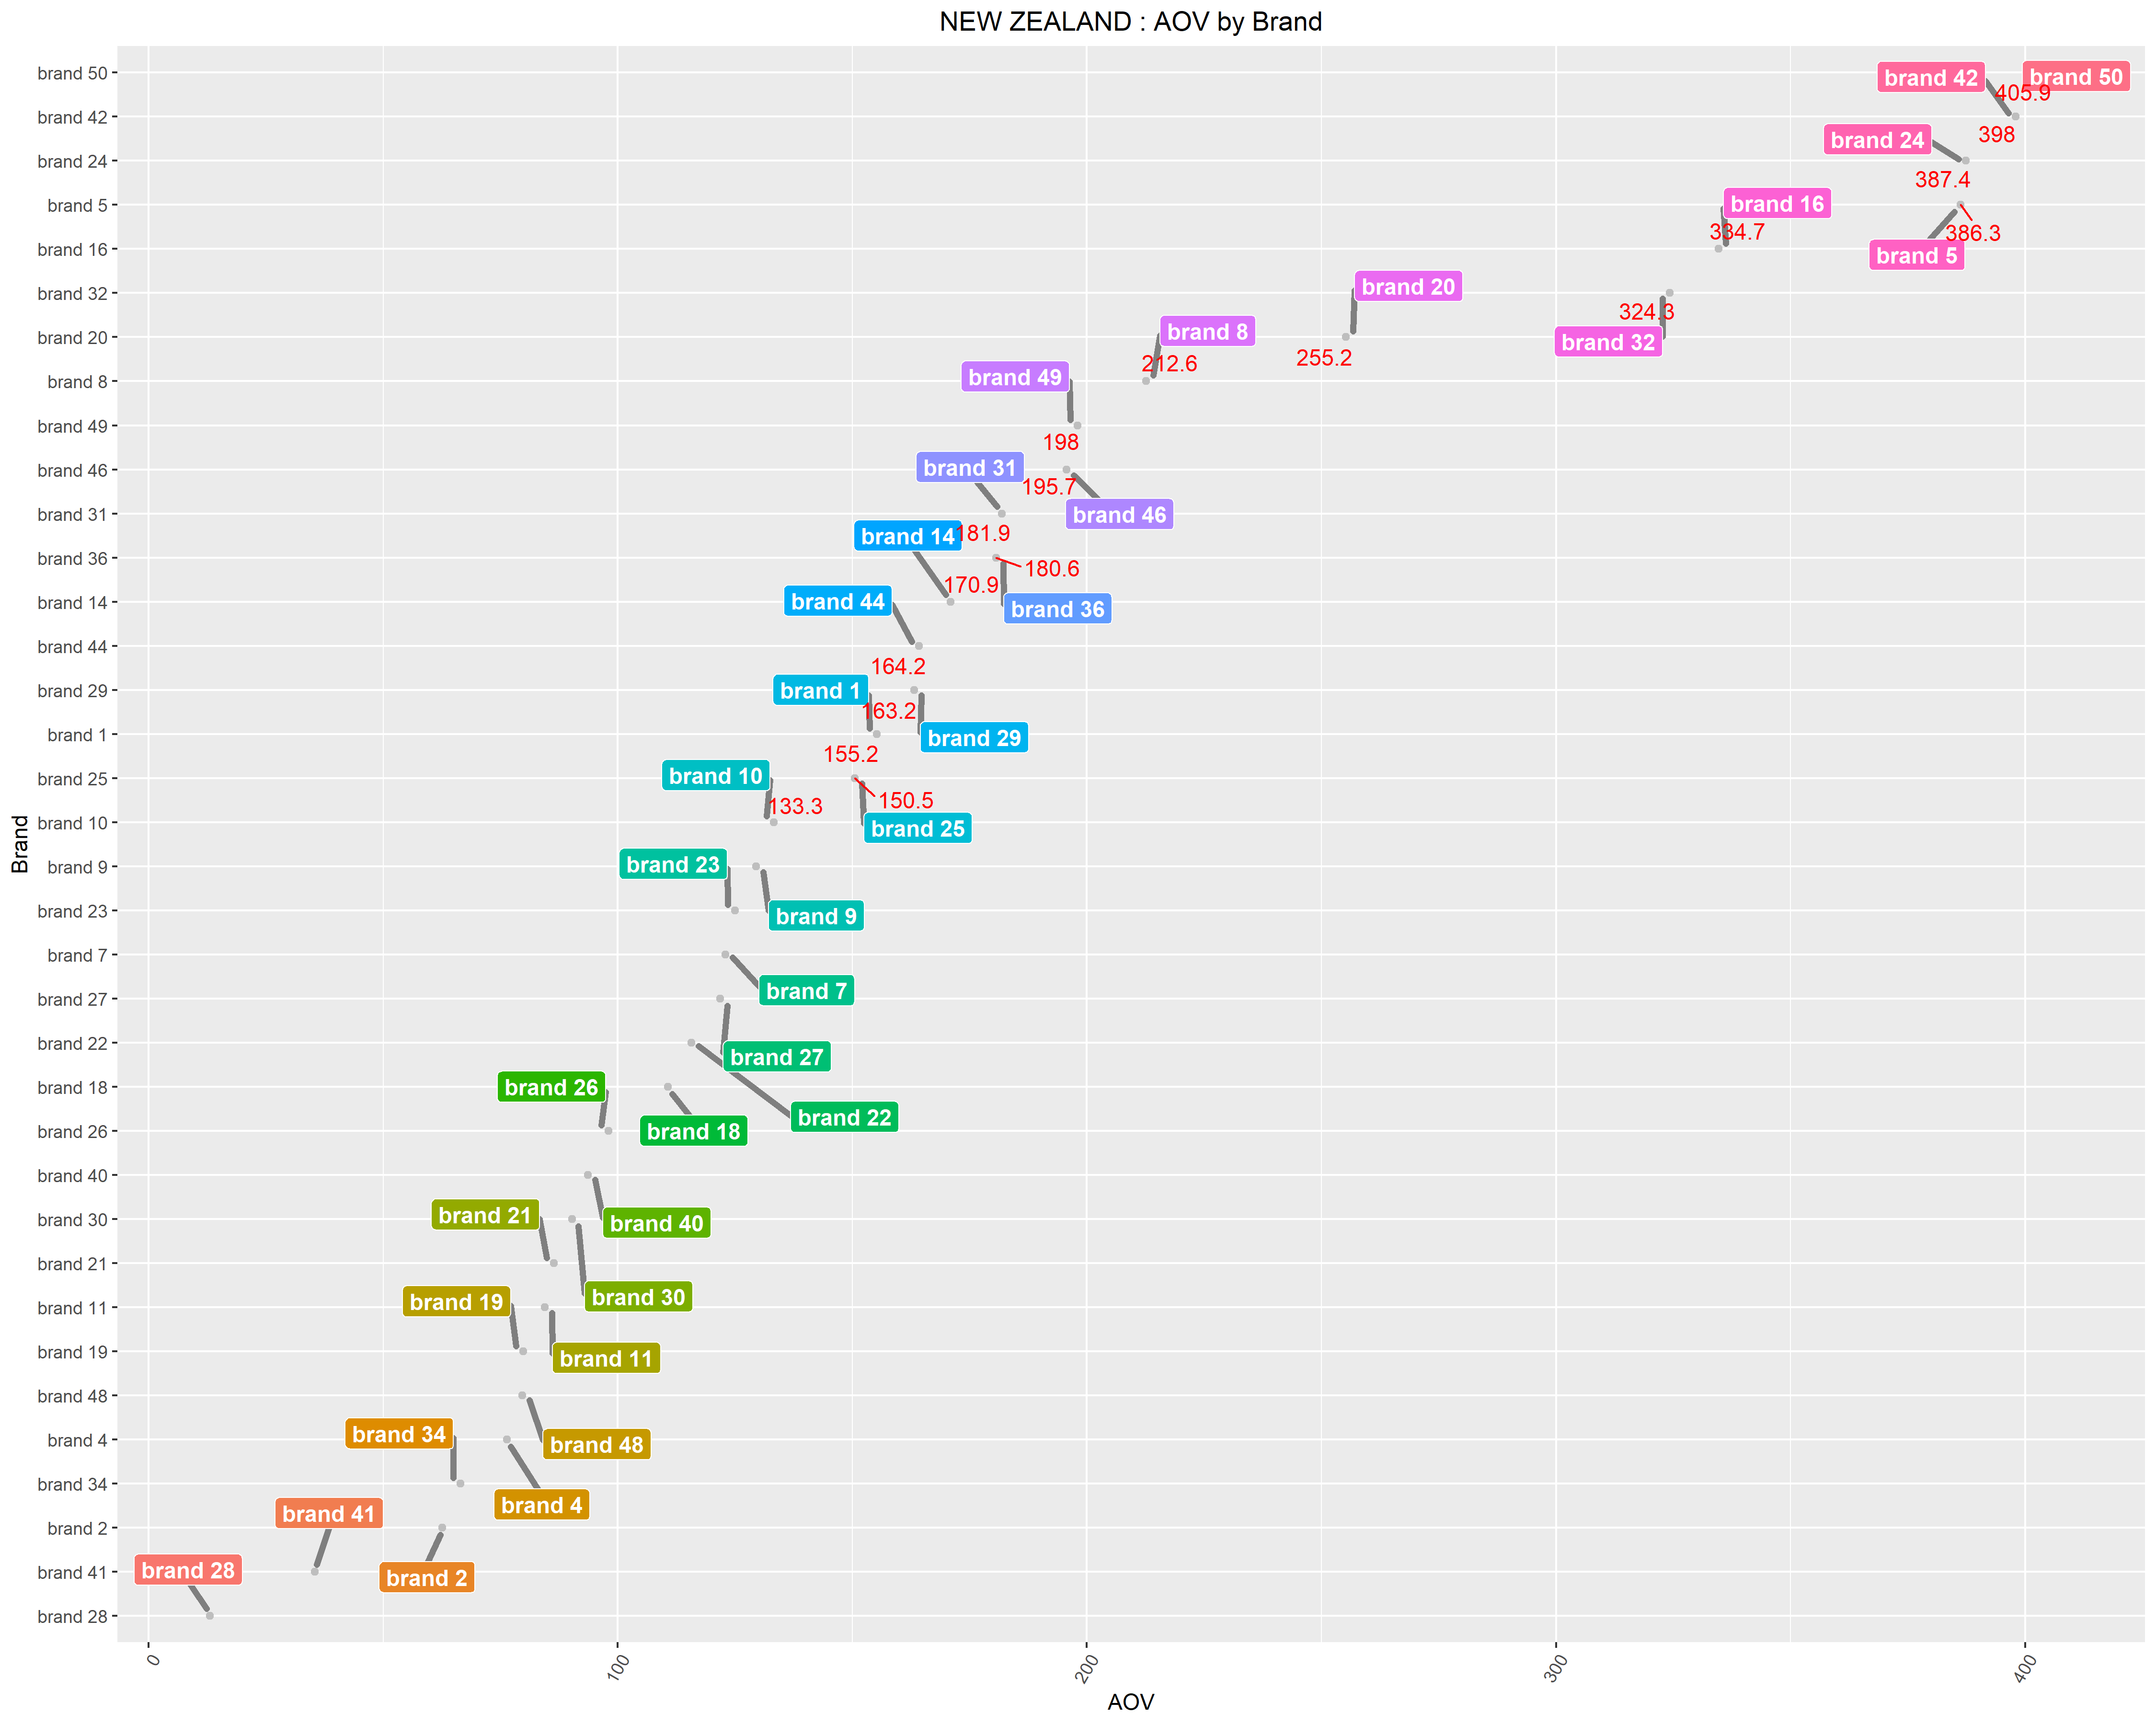 NEW ZEALAND : AOV by Brand
Brand
brand 50
brand 42
brand 24
brand 5
brand 16
brand 32
brand 20
brand 8
brand 49
brand 46
brand 31
brand 36
brand 14
brand 44
brand 29
brand 1
brand 25
brand 10
brand 9
brand 23
brand 7
brand 27
brand 22
brand 18
brand 26
brand 40
brand 30
brand 21
brand 11
brand 19
brand 48
brand 4
brand 34
brand 2
brand 41
brand 28
brand 42
brand 50
405.9
398
brand 24
387.4
brand 16
334.7
386.3
brand 5
brand 20
324.3
brand 32
brand 8
212.6
255.2
brand 49
198
brand 31
195.7
brand 46
brand 14
181.9
180.6
170.9
brand 44
brand 36
164.2
brand 1
163.2
brand 29
155.2
brand 10
133.3
150.5
brand 25
brand 23
brand 9
brand 7
brand 27
brand 26
brand 22
brand 18
brand 21
brand 40
brand 30
brand 19
brand 11
brand 34
brand 48
brand 4
brand 41
brand 28
brand 2
0
100
200
300
400
AOV